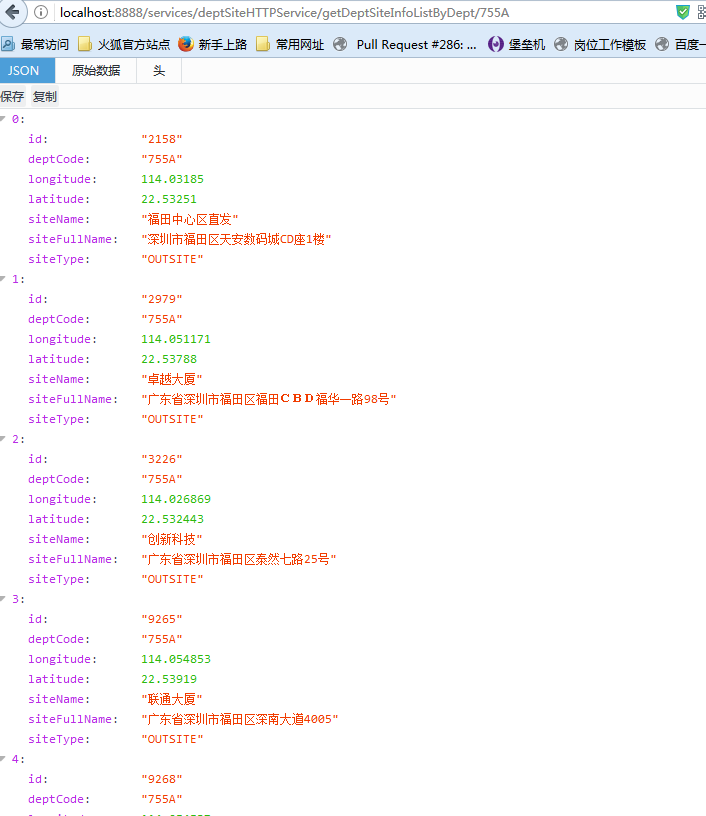 localhost:8888/services/deptSiteHTTPService/getDeptSiteInfoListByDept/755A
最常访问 火狐官方站点 新手上路 常用网址 Pull Request #286: ... 堡垒机 岗位工作模板 百度一
JSON 原始数据 头
保存 复制
0:
id: "2158"
deptCode: "755A"
longitude: 114.03185
latitude: 22.53251
siteName: "福田中心区直发"
siteFullName: "深圳市福田区天安数码城CD座1楼"
siteType: "OUTSITE"
1:
id: "2979"
deptCode: "755A"
longitude: 114.051171
latitude: 22.53788
siteName: "卓越大厦"
siteFullName: "广东省深圳市福田区福田ＣＢＤ福华一路98号"
siteType: "OUTSITE"
2:
id: "3226"
deptCode: "755A"
longitude: 114.026869
latitude: 22.532443
siteName: "创新科技"
siteFullName: "广东省深圳市福田区泰然七路25号"
siteType: "OUTSITE"
3:
id: "9265"
deptCode: "755A"
longitude: 114.054853
latitude: 22.53919
siteName: "联通大厦"
siteFullName: "广东省深圳市福田区深南大道4005"
siteType: "OUTSITE"
4:
id: "9268"
deptCode: "755A"